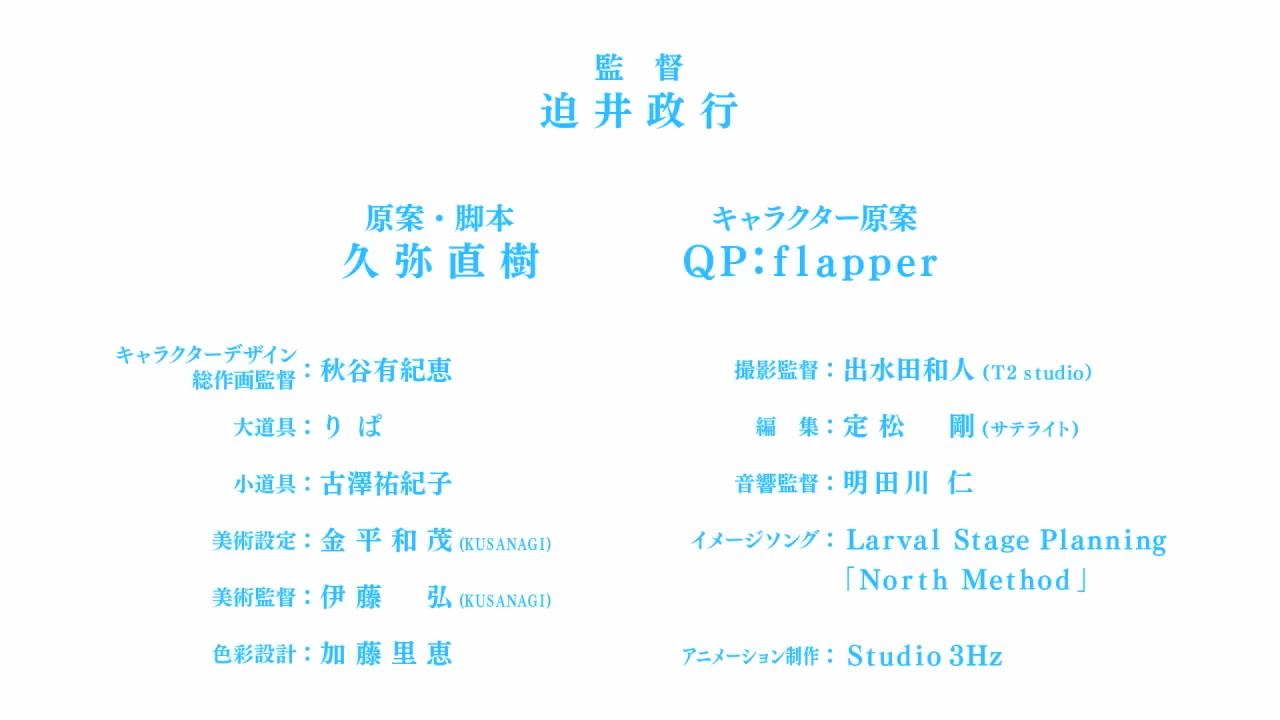 監 督
迫井政行
原案・脚本
久弥直樹
キャラクター原案
QP:flapper
キャラクターデザイン
総作画監督：秋谷有紀恵
大道具：りぱ
小道具：古澤祐紀子
美術設定：金平和茂(KUSANAGI)
美術監督：伊藤 弘(KUSANAGI)
色彩設計：加藤里恵
撮影監督：出水田和人(T2 studio)
編 集：定松 剛(サテライト)
音響監督：明田川 仁
イメージソング：Larval Stage Planning
「North Method」
アニメーション制作：Studio 3Hz